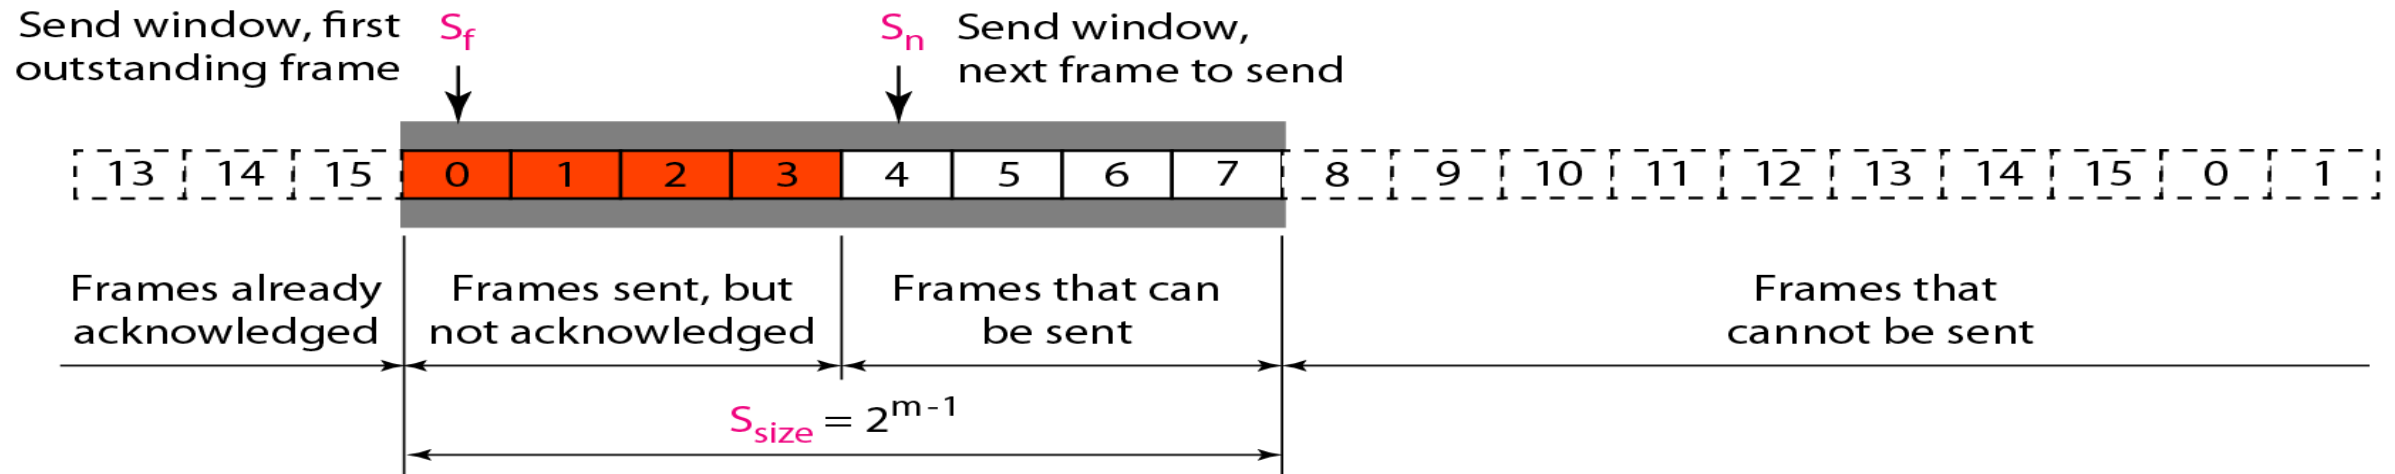 Send window, first
outstanding frame
Sf
Sn
Send window,
next frame to send
13 14 15 0 1 2 3 4 5 6 7 8 9 10 11 12 13 14 15 0 1
Frames already
acknowledged
Frames sent, but
not acknowledged
Frames that can
be sent
Frames that
cannot be sent
Ssize = 2^m-1